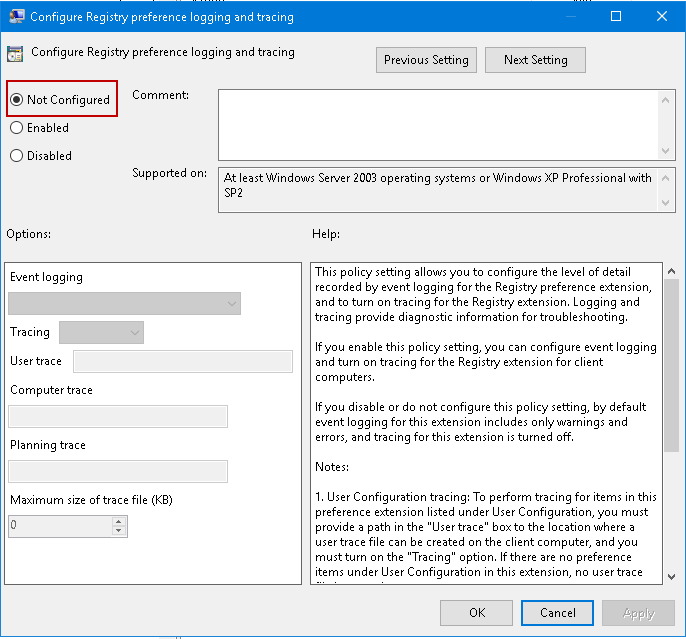 Configure Registry preference logging and tracing
Configure Registry preference logging and tracing
Previous Setting
Next Setting
Not Configured
Enabled
Disabled
Comment:
Supported on:
At least Windows Server 2003 operating systems or Windows XP Professional with
SP2
Options:
Help:
Event logging
Tracing
User trace
Computer trace
Planning trace
Maximum size of trace file (KB)
0
This policy setting allows you to configure the level of detail
recorded by event logging for the Registry preference extension,
and to turn on tracing for the Registry extension. Logging and
tracing provide diagnostic information for troubleshooting.
If you enable this policy setting, you can configure event logging
and turn on tracing for the Registry extension for client
computers.
If you disable or do not configure this policy setting, by default
event logging for this extension includes only warnings and
errors, and tracing for this extension is turned off.
Notes:
1. User Configuration tracing: To perform tracing for items in this
preference extension listed under User Configuration, you must
provide a path in the "User trace" box to the location where a
user trace file can be created on the client computer, and you
must turn on the "Tracing" option. If there are no preference
items under User Configuration in this extension, no user trace
OK
Cancel
Apply